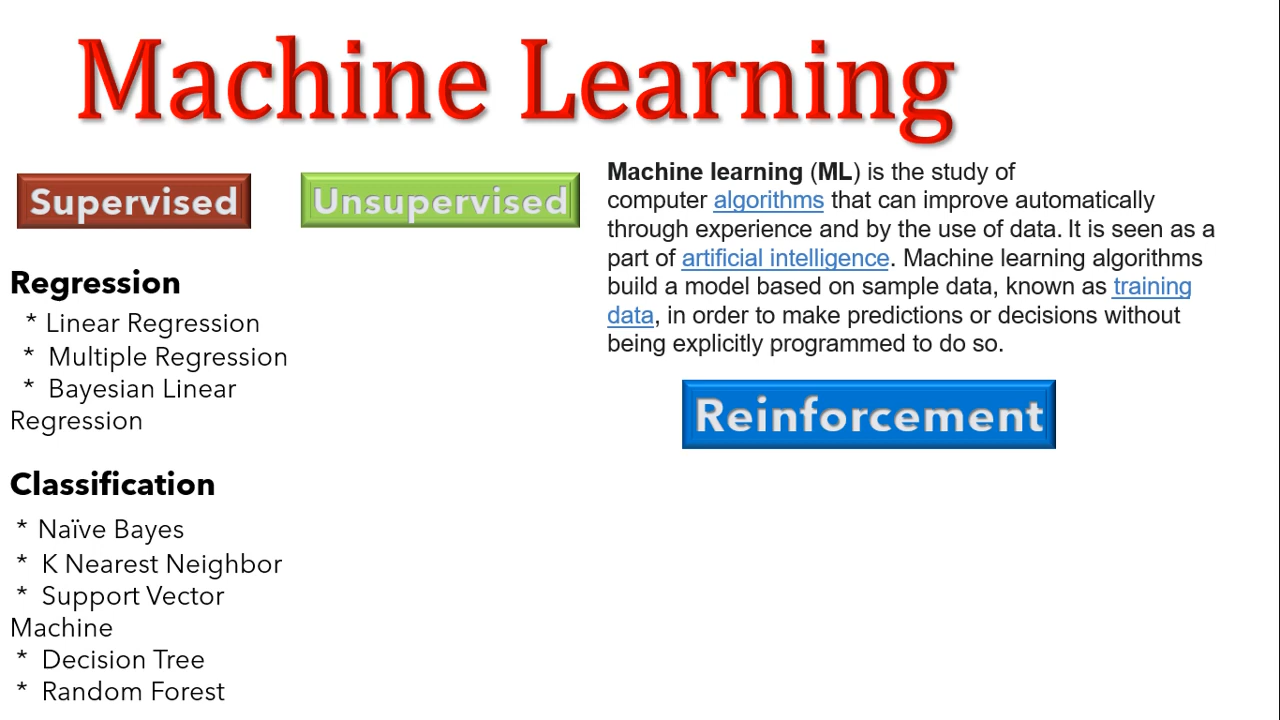 Machine Learning
Supervised
Unsupervised
Machine learning (ML) is the study of
computer algorithms that can improve automatically
through experience and by the use of data. It is seen as a
part of artificial intelligence. Machine learning algorithms
build a model based on sample data, known as training
data, in order to make predictions or decisions without
being explicitly programmed to do so.
Reinforcement
Regression
* Linear Regression
* Multiple Regression
* Bayesian Linear
Regression
Classification
* Naïve Bayes
* K Nearest Neighbor
* Support Vector
Machine
* Decision Tree
* Random Forest